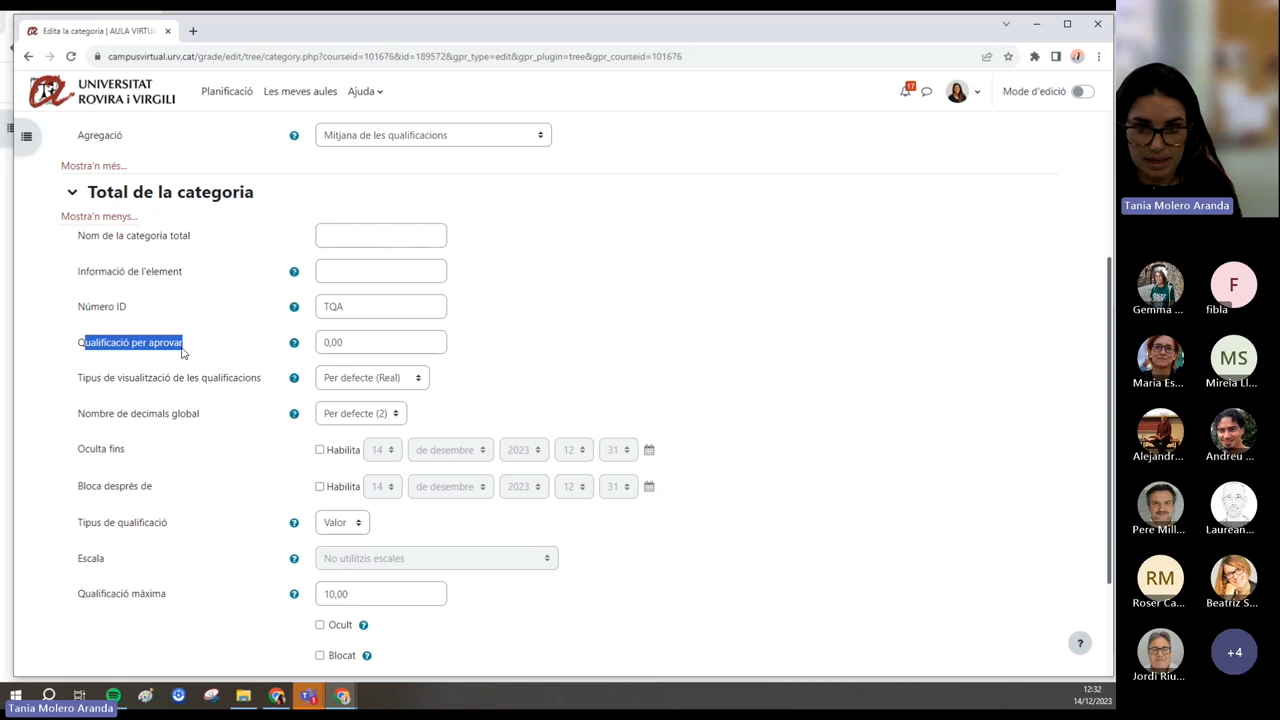 Edita la categoria | AULA VIRTUA
campusvirtual.urv.cat/grade/edit/tree/category.php?courseid=101676&id=189572&gpr_type=edit&gpr_plugin=tree&gpr_courseid=101676
UNIVERSITAT
ROVIRA i VIRGILI
Planificació Les meves aules Ajuda
17
Mode d'edició
Agregació Mitjana de les qualificacions
Mostra'n més...
Total de la categoria
Mostra'n menys...
Nom de la categoria total
Informació de l'element
Número ID TQA
Qualificació per aprovar 0,00
Tipus de visualització de les qualificacions Per defecte (Real)
Nombre de decimals global Per defecte (2)
Oculta fins Habilita 14 de desembre 2023 12 31
Bloca després de Habilita 14 de desembre 2023 12 31
Tipus de qualificació Valor
Escala No utilitzis escales
Qualificació màxima 10,00
Ocult
Blocat
12:32
14/12/2023
Tania Molero Aranda
Tania Molero Aranda
F
Gemma ... fibla
MS
Maria Es... Mireia Ll...
Alejandr... Andreu ...
Pere Mill... Laurean...
RM
Roser Ca... Beatriz S...
+4
Jordi Riu...